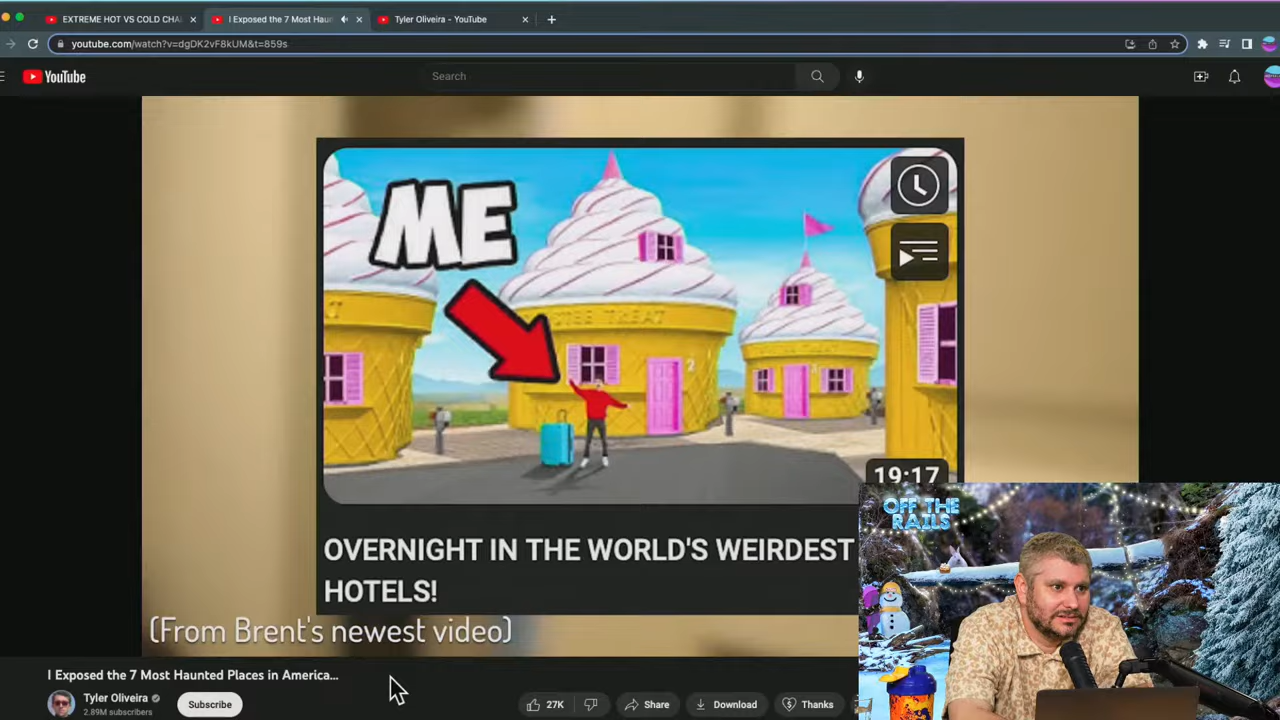 EXTREME HOT VS COLD CHA
I Exposed the 7 Most Haun
Tyler Oliveira - YouTube
youtube.com/watch?v=dgDK2vF8kUM&t=859s
YouTube
Search
ME
2
19:17
OVERNIGHT IN THE WORLD'S WEIRDEST
HOTELS!
(From Brent's newest video)
OFF THE
RAILS
I Exposed the 7 Most Haunted Places in America...
Tyler Oliveira
2.89M subscribers
Subscribe
27K
Share
Download
Thanks